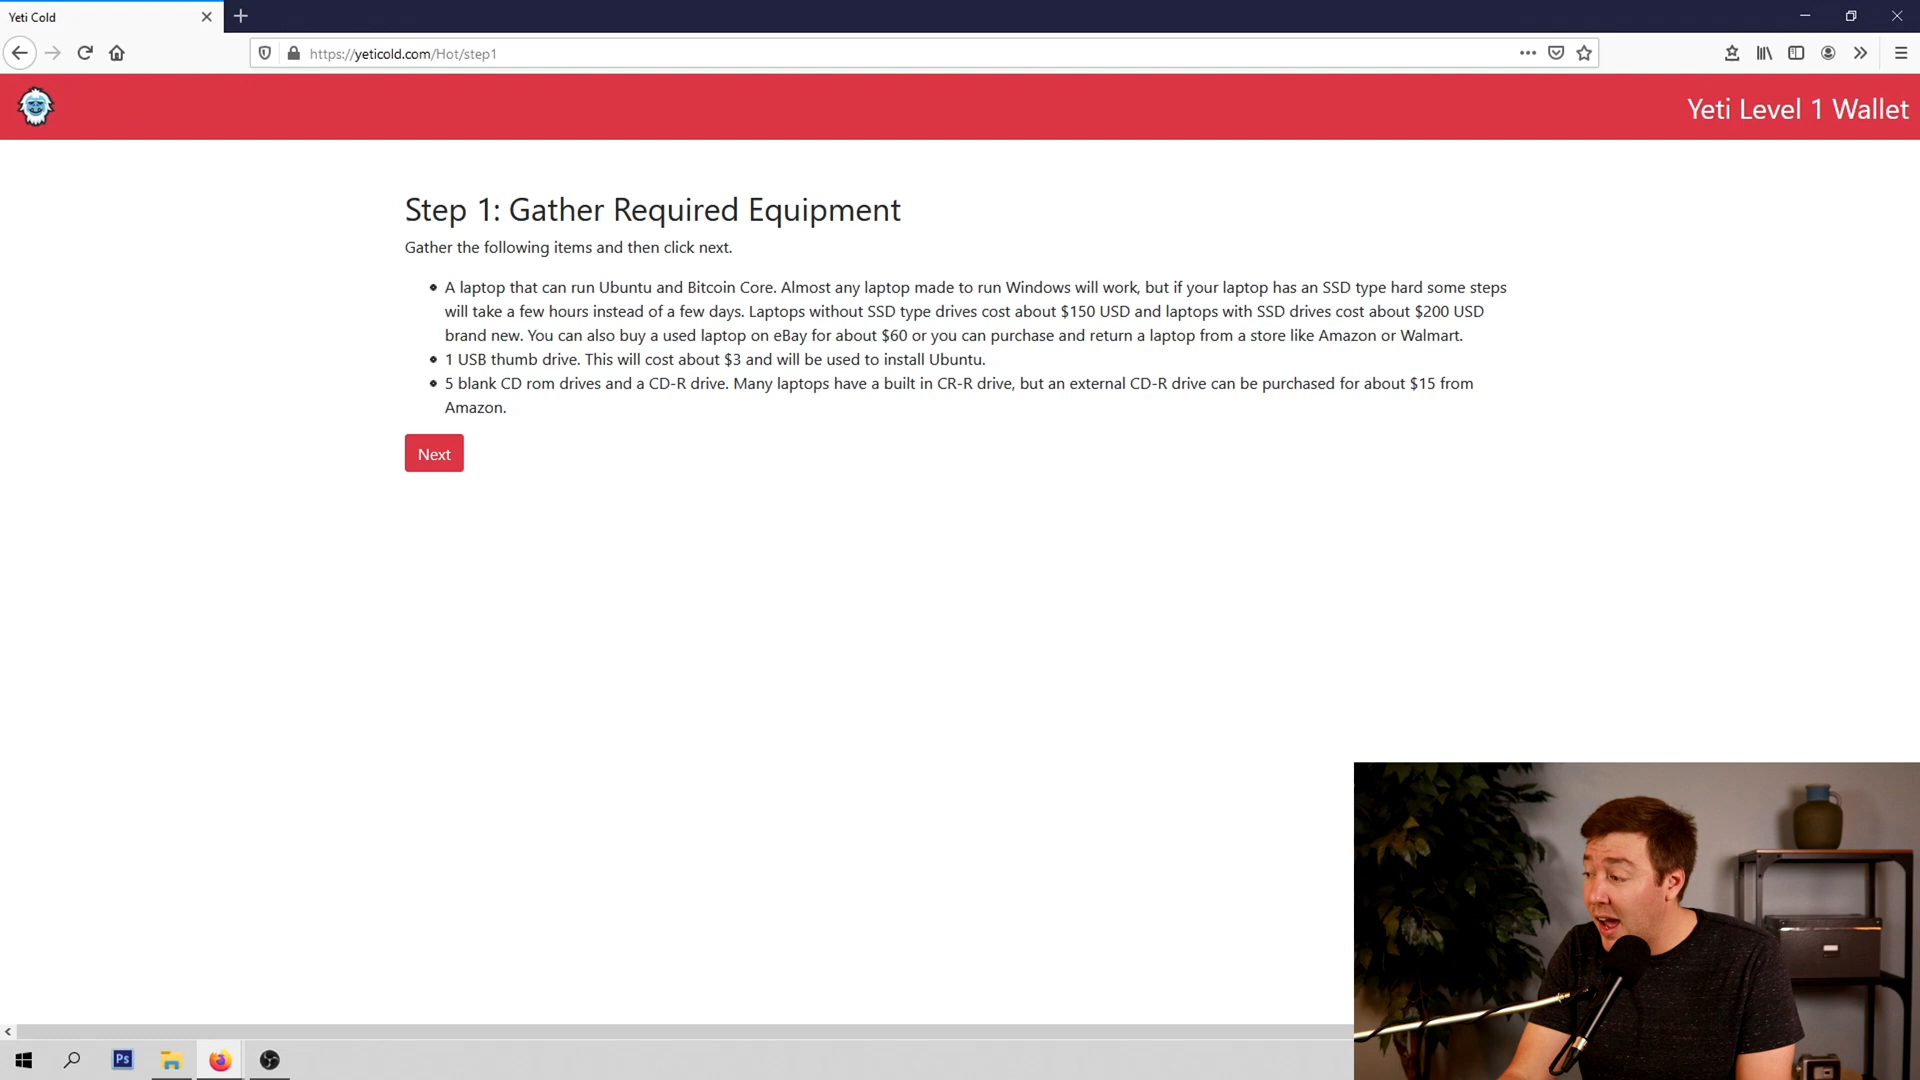 Yeti Cold
https://yeticold.com/Hot/step1
Yeti Level 1 Wallet
Step 1: Gather Required Equipment
Gather the following items and then click next.
A laptop that can run Ubuntu and Bitcoin Core. Almost any laptop made to run Windows will work, but if your laptop has an SSD type hard some steps
will take a few hours instead of a few days. Laptops without SSD type drives cost about $150 USD and laptops with SSD drives cost about $200 USD
brand new. You can also buy a used laptop on eBay for about $60 or you can purchase and return a laptop from a store like Amazon or Walmart.
1 USB thumb drive. This will cost about $3 and will be used to install Ubuntu.
5 blank CD rom drives and a CD-R drive. Many laptops have a built in CR-R drive, but an external CD-R drive can be purchased for about $15 from
Amazon.
Next
Ps